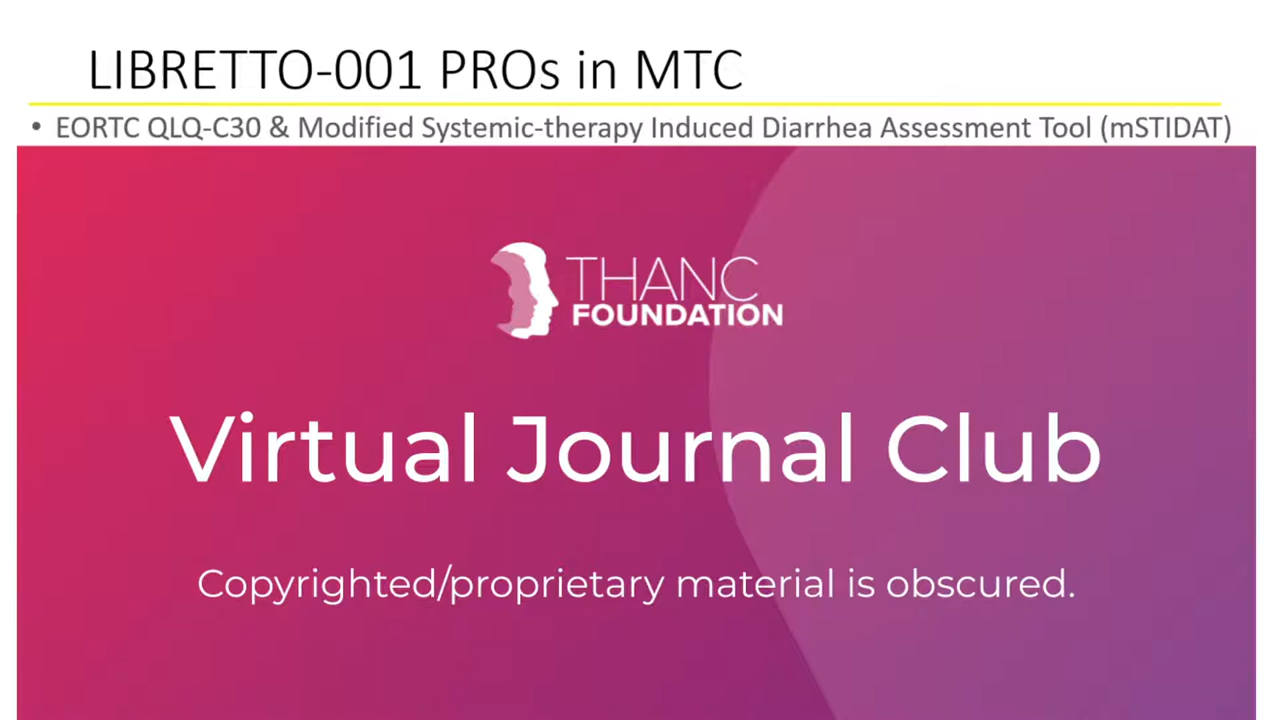 LIBRETTO-001 PROs in MTC
• EORTC QLQ-C30 & Modified Systemic-therapy Induced Diarrhea Assessment Tool (mSTIDAT)
THANC
FOUNDATION
Virtual Journal Club
Copyrighted/proprietary material is obscured.